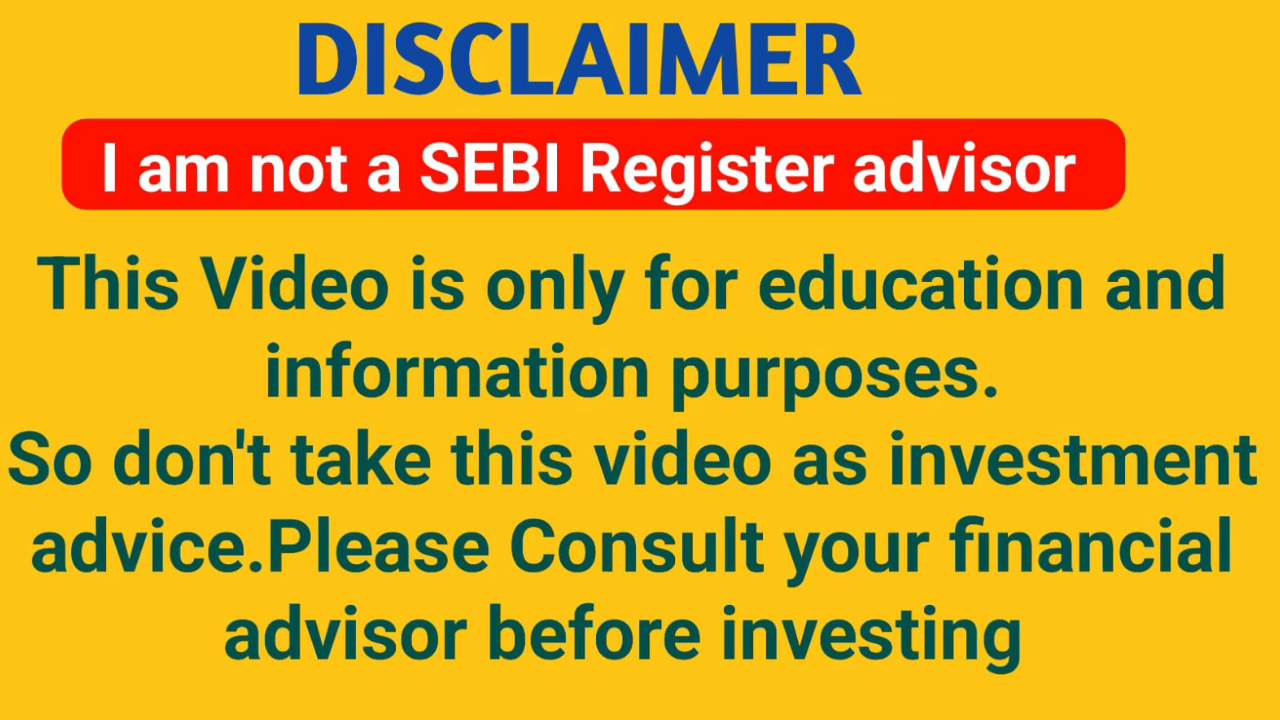 DISCLAIMER
I am not a SEBI Register advisor
This Video is only for education and
information purposes.
So don't take this video as investment
advice.Please Consult your financial
advisor before investing